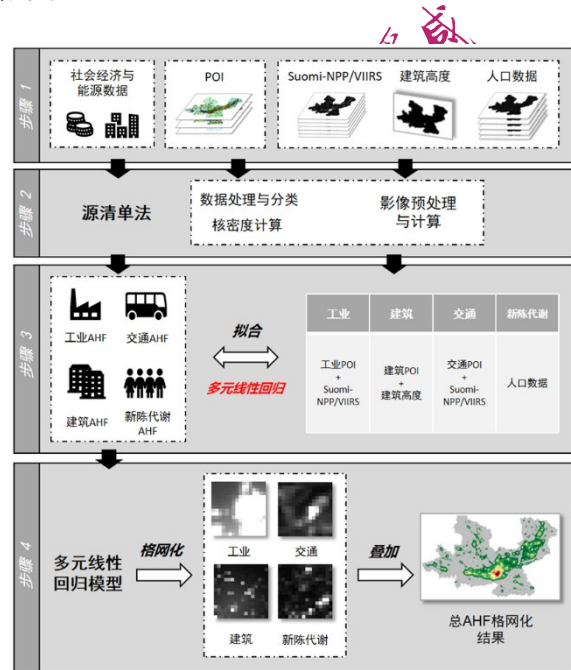 步骤 1
社会经济与
能源数据
POI
Suomi-NPP/VIIRS
建筑高度
人口数据
步骤 2
源清单法
数据处理与分类
核密度计算
影像预处理
与计算
步骤 3
工业AHF
交通AHF
建筑AHF
新陈代谢
AHF
拟合
多元线性回归
工业 建筑 交通 新陈代谢
工业POI
+
Suomi-
NPP/VIIRS
建筑POI
+
建筑高度
交通POI
+
Suomi-
NPP/VIIRS
人口数据
步骤 4
多元线性
回归模型
格网化
工业
交通
建筑
新陈代谢
叠加
总AHF格网化
结果